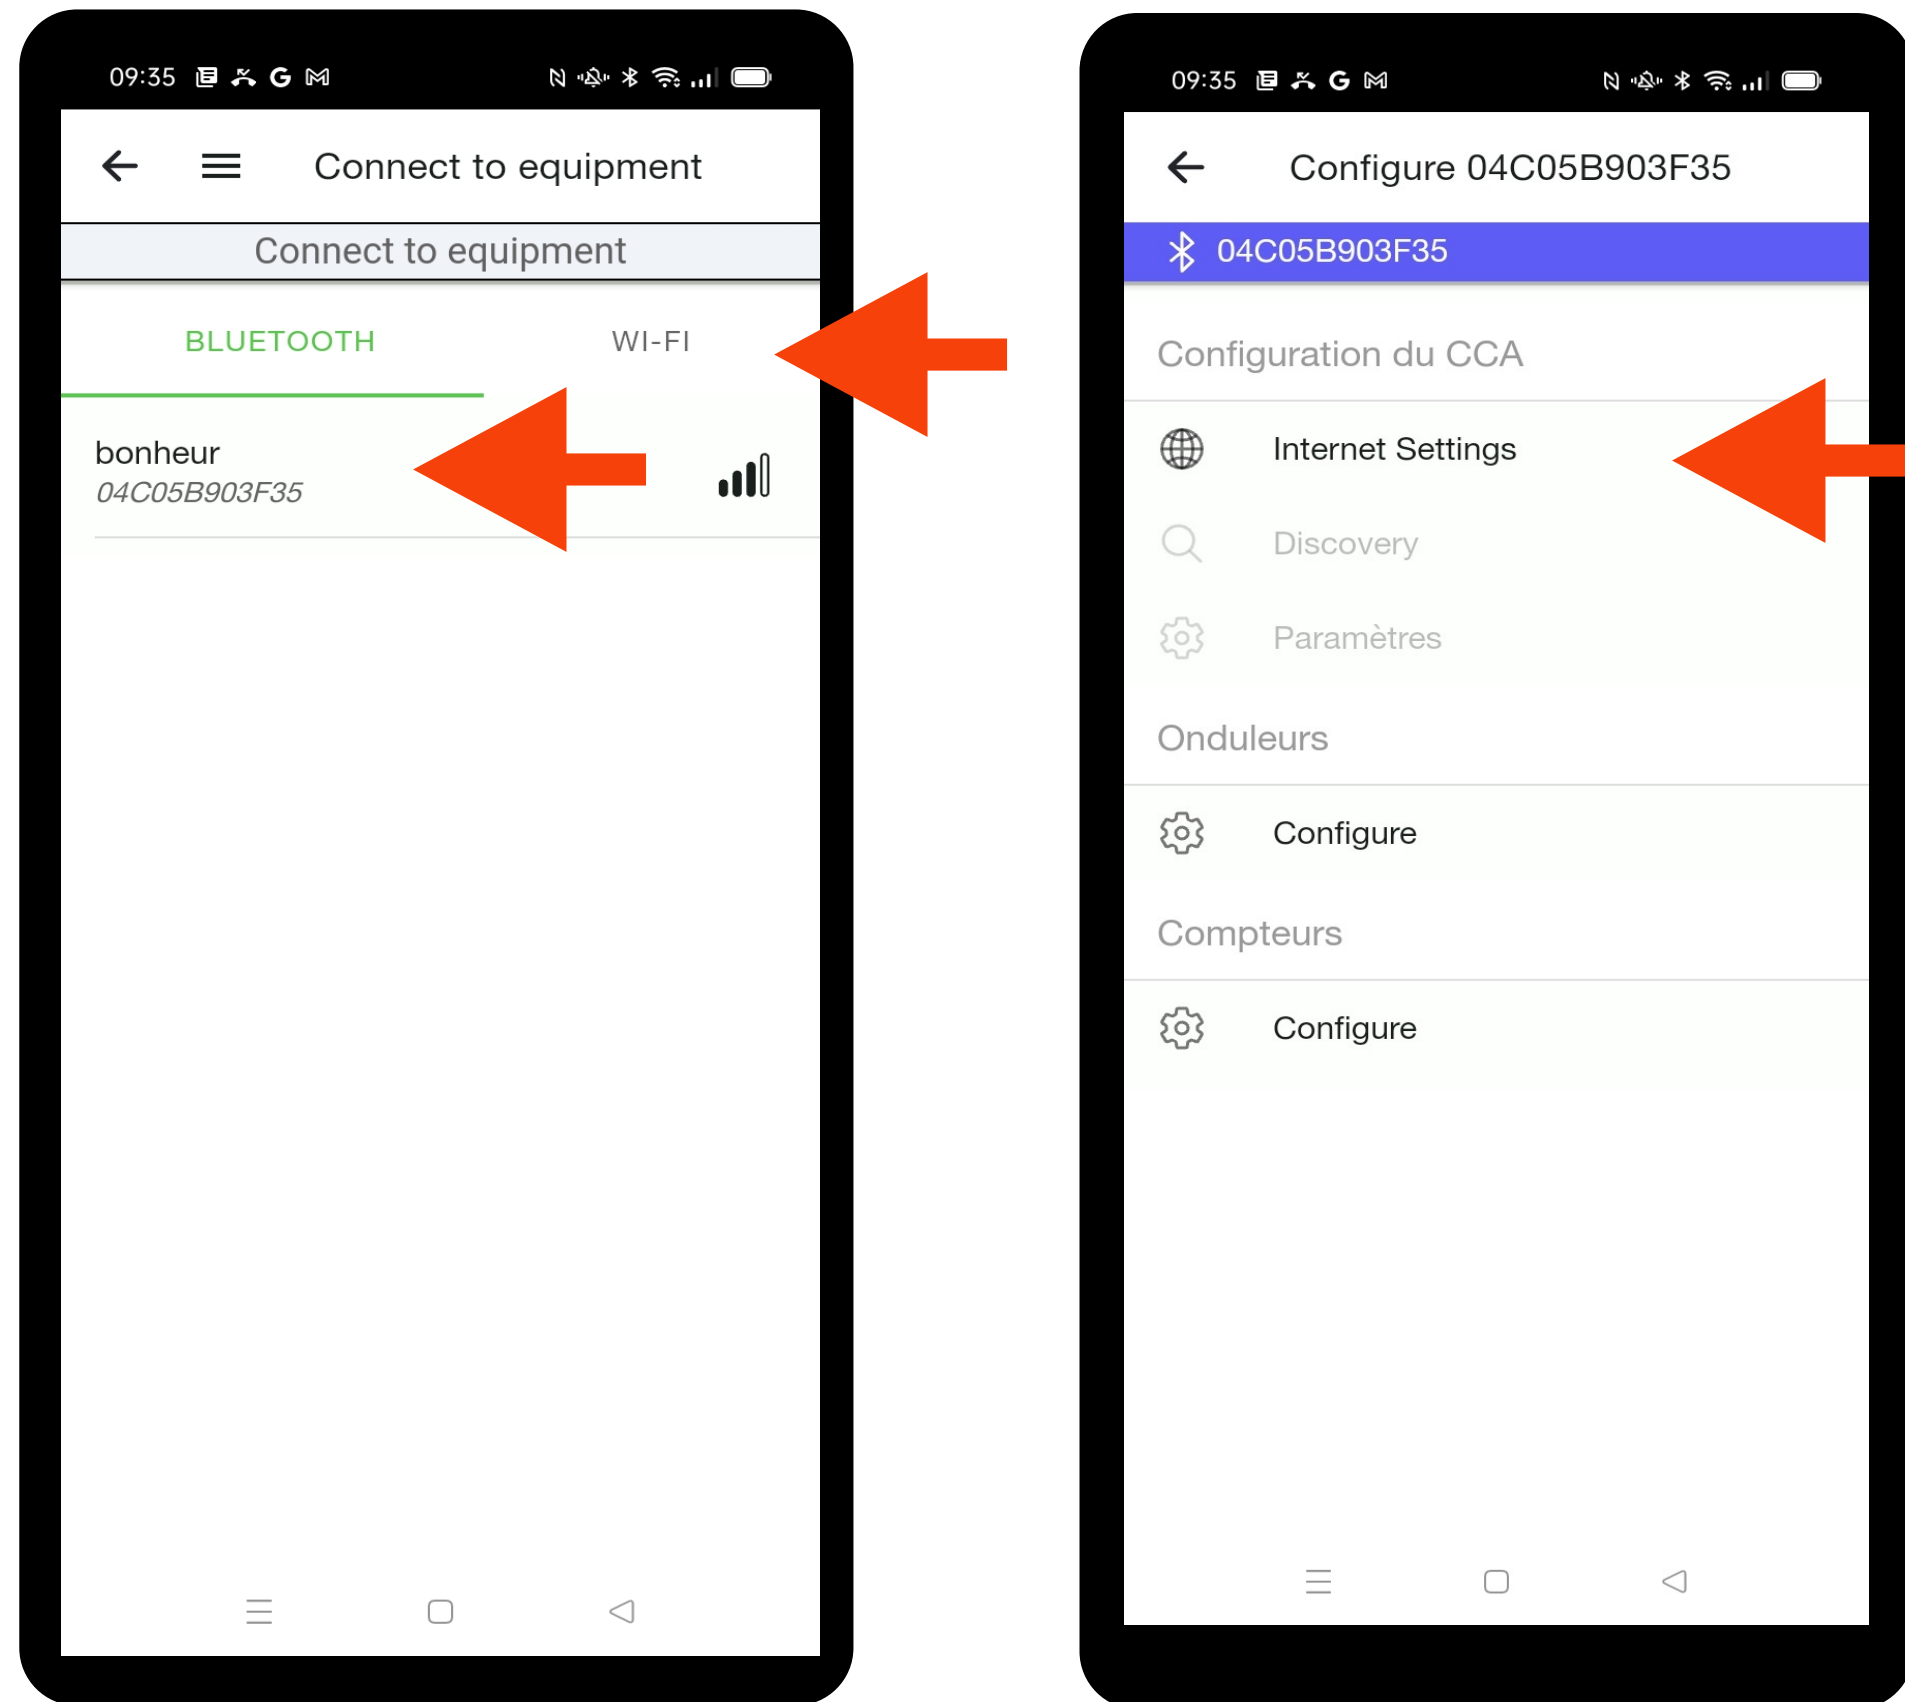 09:35
Connect to equipment
Connect to equipment
BLUETOOTH
WI-FI
bonheur
04C05B903F35
09:35
Configure 04C05B903F35
04C05B903F35
Configuration du CCA
Internet Settings
Discovery
Paramètres
Onduleurs
Configure
Compteurs
Configure